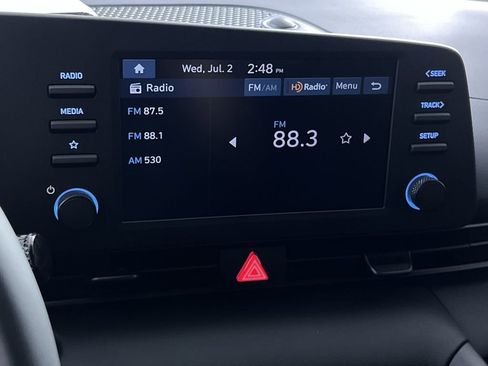 Wed, Jul. 2 2:48 PM
RADIO
Radio FM/AM HD Radio Menu
<SEEK
FM 87.5
MEDIA
FM
TRACK>
FM 88.1
88.3
SETUP
AM 530